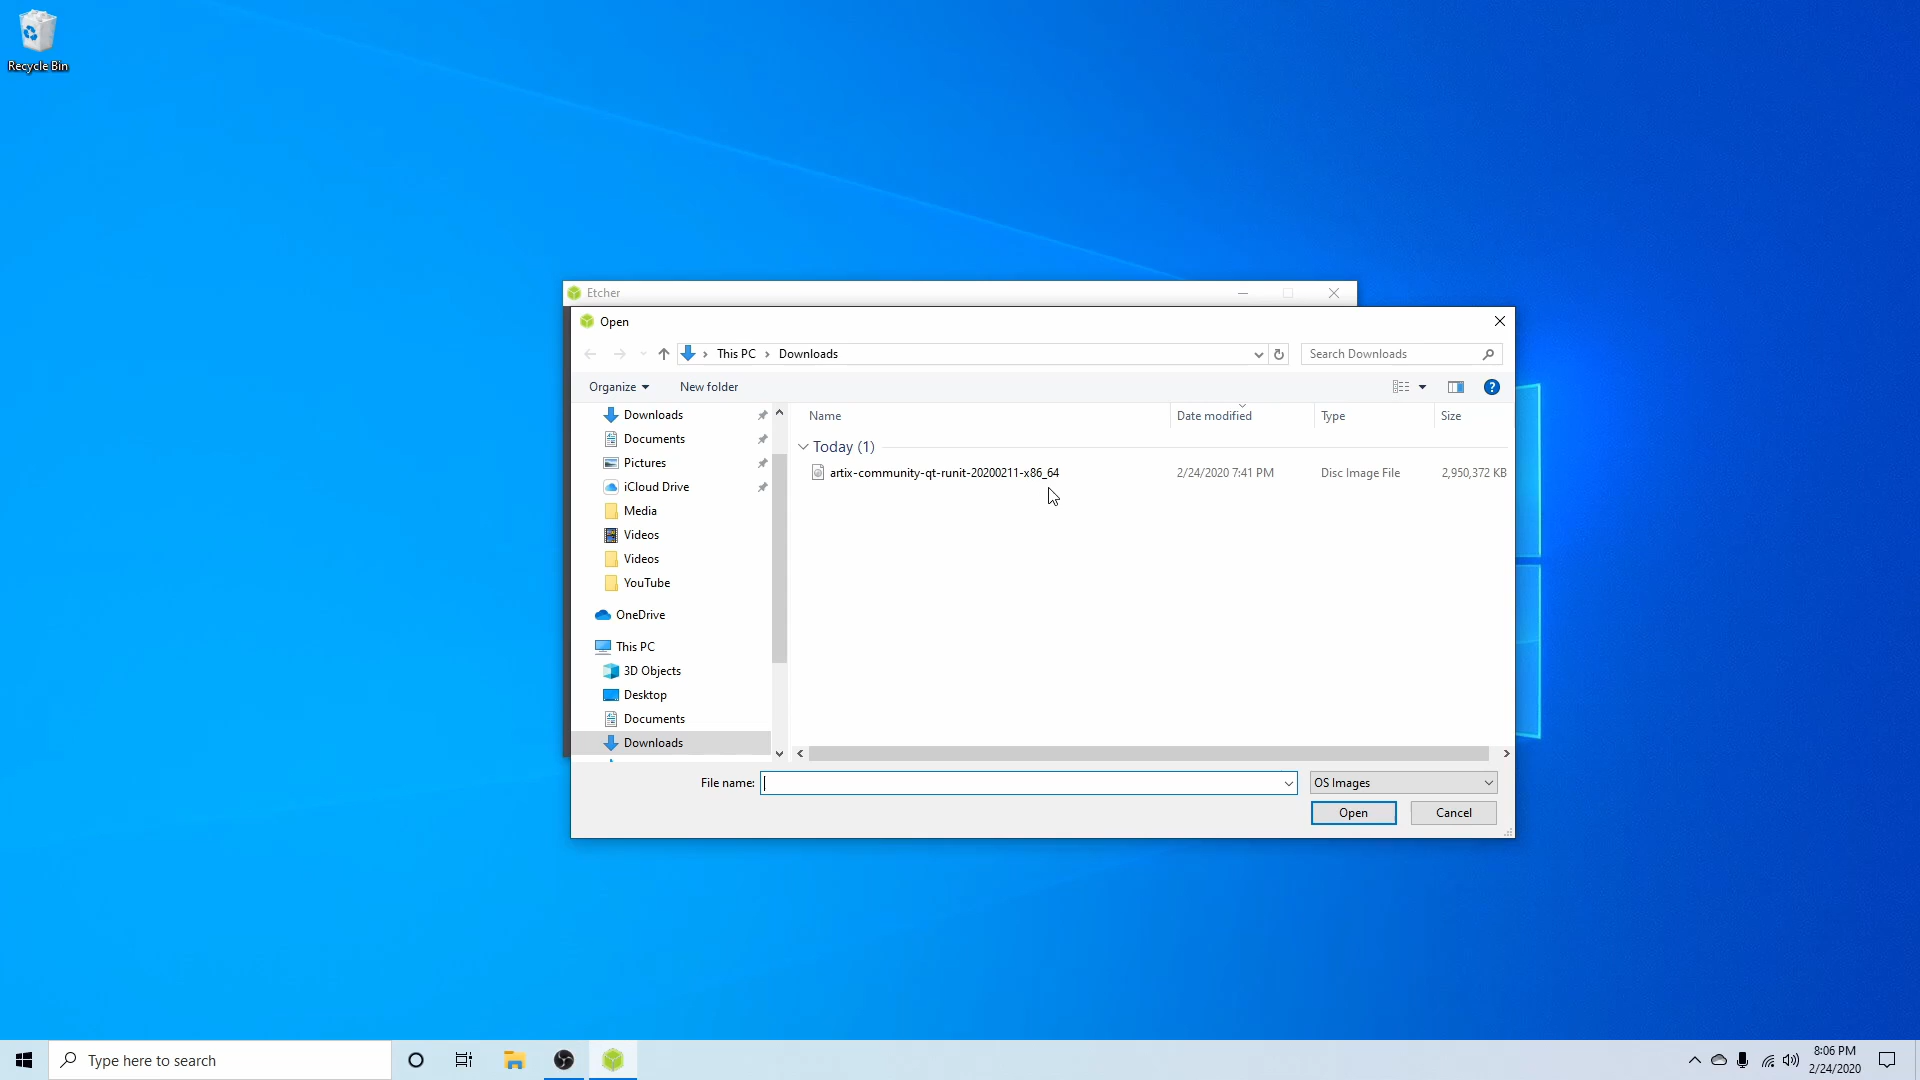 Recycle Bin
Etcher
Open
This PC
Downloads
Search Downloads
Organize
New folder
Name
Date modified
Type
Size
Downloads
Documents
Pictures
iCloud Drive
Media
Videos
Videos
YouTube
OneDrive
This PC
3D Objects
Desktop
Documents
Downloads
Today (1)
artix-community-qt-runit-20200211-x86_64
2/24/2020 7:41 PM
Disc Image File
2,950,372 KB
File name:
OS Images
Open
Cancel
Type here to search
8:06 PM
2/24/2020